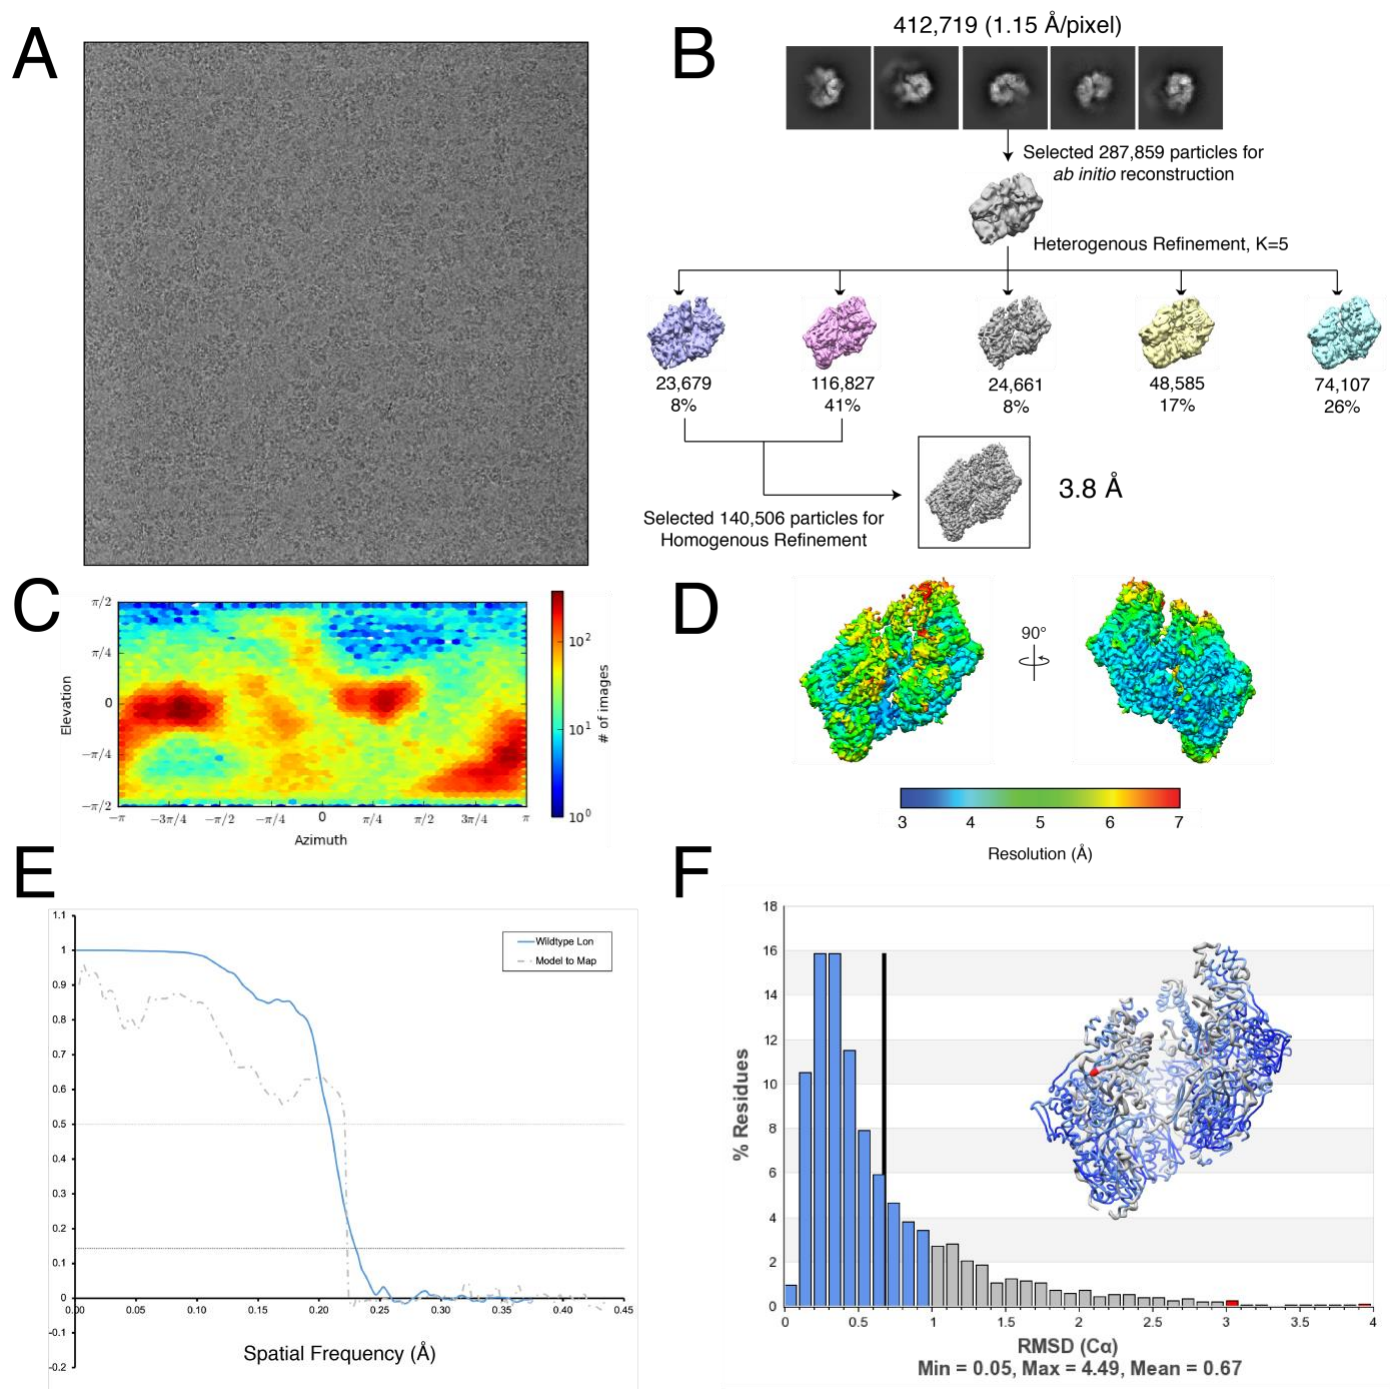 A
B
412,719 (1.15 Å/pixel)
Selected 287,859 particles for
ab initio reconstruction
Heterogenous Refinement, K=5
23,679
8%
116,827
41%
24,661
8%
48,585
17%
74,107
26%
Selected 140,506 particles for
Homogenous Refinement
3.8 Å
C
π/2
π/4
0
−π/4
−π/2
Elevation
−π −3π/4 −π/2 −π/4 0 π/4 π/2 3π/4 π
Azimuth
10²
10¹
10⁰
# of images
D
90°
3 4 5 6 7
Resolution (Å)
E
1.1
1
0.9
0.8
0.7
0.6
0.5
0.4
0.3
0.2
0.1
0
-0.1
-0.2
Wildtype Lon
Model to Map
0.00 0.05 0.10 0.15 0.20 0.25 0.30 0.35 0.40 0.45
Spatial Frequency (Å)
F
18
16
14
12
10
8
6
4
2
0
% Residues
0 0.5 1 1.5 2 2.5 3 3.5 4
RMSD (Cα)
Min = 0.05, Max = 4.49, Mean = 0.67